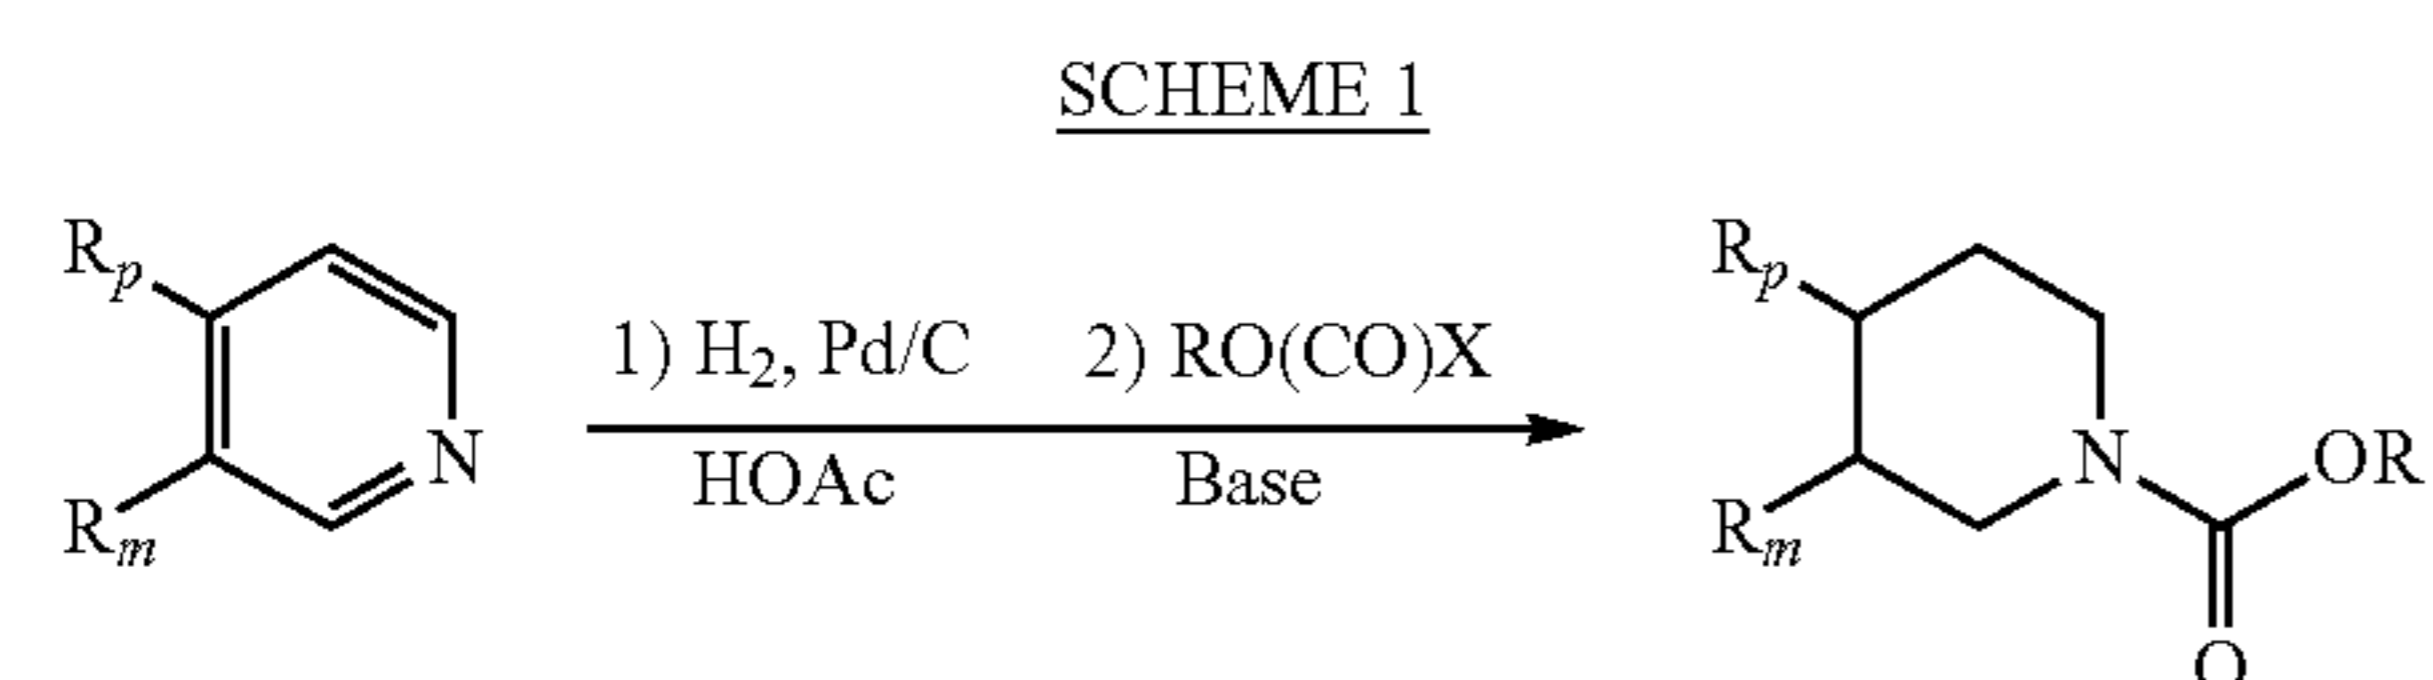 SCHEME 1
Rp
Rm
N
1) H2, Pd/C 2) RO(CO)X
HOAc Base
Rp
Rm
N
OR
O